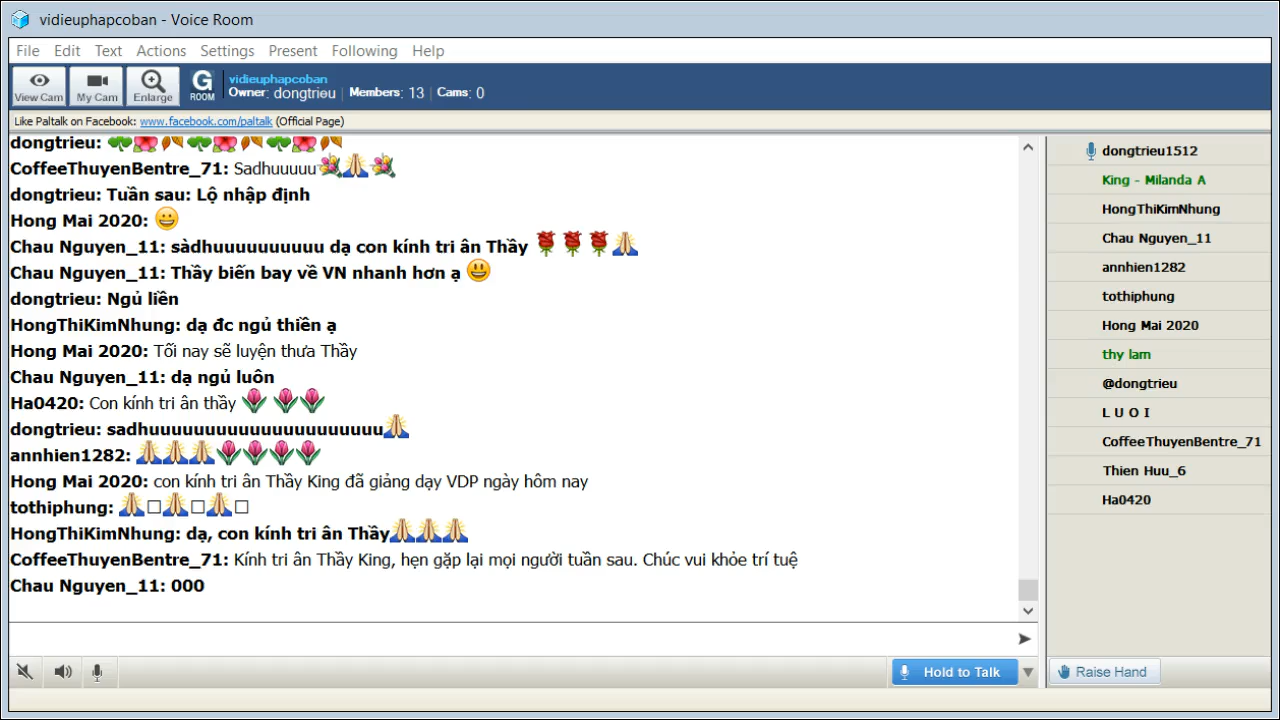 vidieuphapcoban - Voice Room
File Edit Text Actions Settings Present Following Help
View Cam My Cam Enlarge G ROOM
vidieuphapcoban
Owner: dongtrieu | Members: 13 | Cams: 0
Like Paltalk on Facebook: www.facebook.com/paltalk (Official Page)
dongtrieu: ☘🌺🍂☘🌺🍂☘🌺🍂
CoffeeThuyenBentre_71: Sadhuuuuu💐🙏💐
dongtrieu: Tuần sau: Lộ nhập định
Hong Mai 2020: 😀
Chau Nguyen_11: sàdhuuuuuuuuuu dạ con kính tri ân Thầy 🌹🌹🌹🙏
Chau Nguyen_11: Thầy biến bay về VN nhanh hơn ạ 😃
dongtrieu: Ngủ liền
HongThiKimNhung: dạ đc ngủ thiền ạ
Hong Mai 2020: Tối nay sẽ luyện thưa Thầy
Chau Nguyen_11: dạ ngủ luôn
Ha0420: Con kính tri ân thầy 🌷 🌷🌷
dongtrieu: sadhuuuuuuuuuuuuuuuuuuuuu🙏
annhien1282: 🙏🙏🙏🌷🌷🌷🌷
Hong Mai 2020: con kính tri ân Thầy King đã giảng dạy VDP ngày hôm nay
tothiphung: 🙏□🙏□🙏□
HongThiKimNhung: dạ, con kính tri ân Thầy🙏🙏🙏
CoffeeThuyenBentre_71: Kính tri ân Thầy King, hẹn gặp lại mọi người tuần sau. Chúc vui khỏe trí tuệ
Chau Nguyen_11: 000
Hold to Talk
dongtrieu1512
King - Milanda A
HongThiKimNhung
Chau Nguyen_11
annhien1282
tothiphung
Hong Mai 2020
thy lam
@dongtrieu
L U O I
CoffeeThuyenBentre_71
Thien Huu_6
Ha0420
Raise Hand